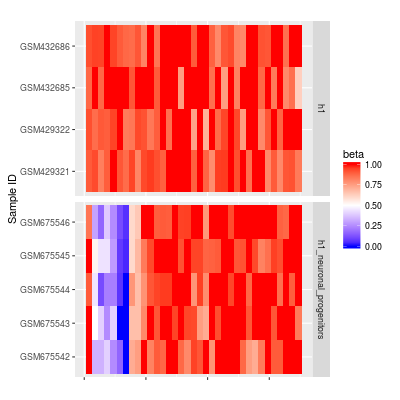 GSM432686
GSM432685
GSM429322
GSM429321
h1
GSM675546
GSM675545
GSM675544
GSM675543
GSM675542
h1_neuronal_progenitors
Sample ID
beta
1.00
0.75
0.50
0.25
0.00